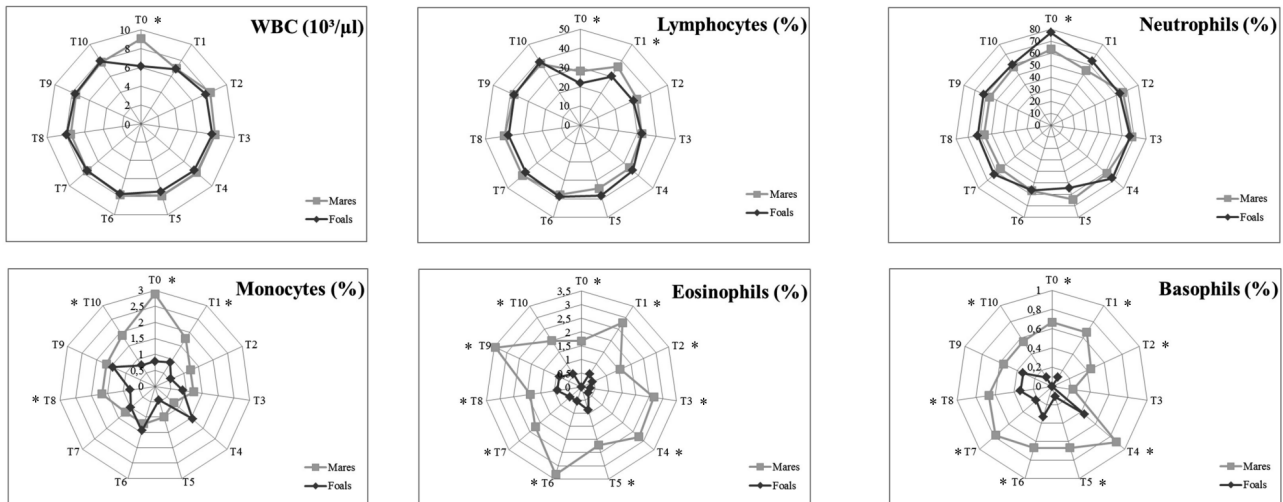 WBC (10³/µl)
T0 *
T1
T2
T3
T4
T5
T6
T7
T8
T9
T10
10
8
6
4
2
0
Mares
Foals
Lymphocytes (%)
T0 *
T1 *
T2
T3
T4
T5
T6
T7
T8
T9
T10
50
40
30
20
10
0
Mares
Foals
Neutrophils (%)
T0 *
T1
T2
T3
T4
T5
T6
T7
T8
T9
T10
80
70
60
50
40
30
20
10
0
Mares
Foals
Monocytes (%)
T0 *
T1 *
T2
T3
T4
T5
T6
T7
* T8
T9
* T10
3
2,5
2
1,5
1
0,5
0
Mares
Foals
Eosinophils (%)
T0 *
T1 *
T2 *
T3 *
T4 *
T5 *
* T6
* T7
* T8
T9 *
* T10
3,5
3
2,5
2
1,5
1
0,5
0
Mares
Foals
Basophils (%)
T0 *
T1 *
T2 *
T3
T4 *
T5 *
* T6
* T7
* T8
T9
* T10
1
0,8
0,6
0,4
0,2
0
Mares
Foals